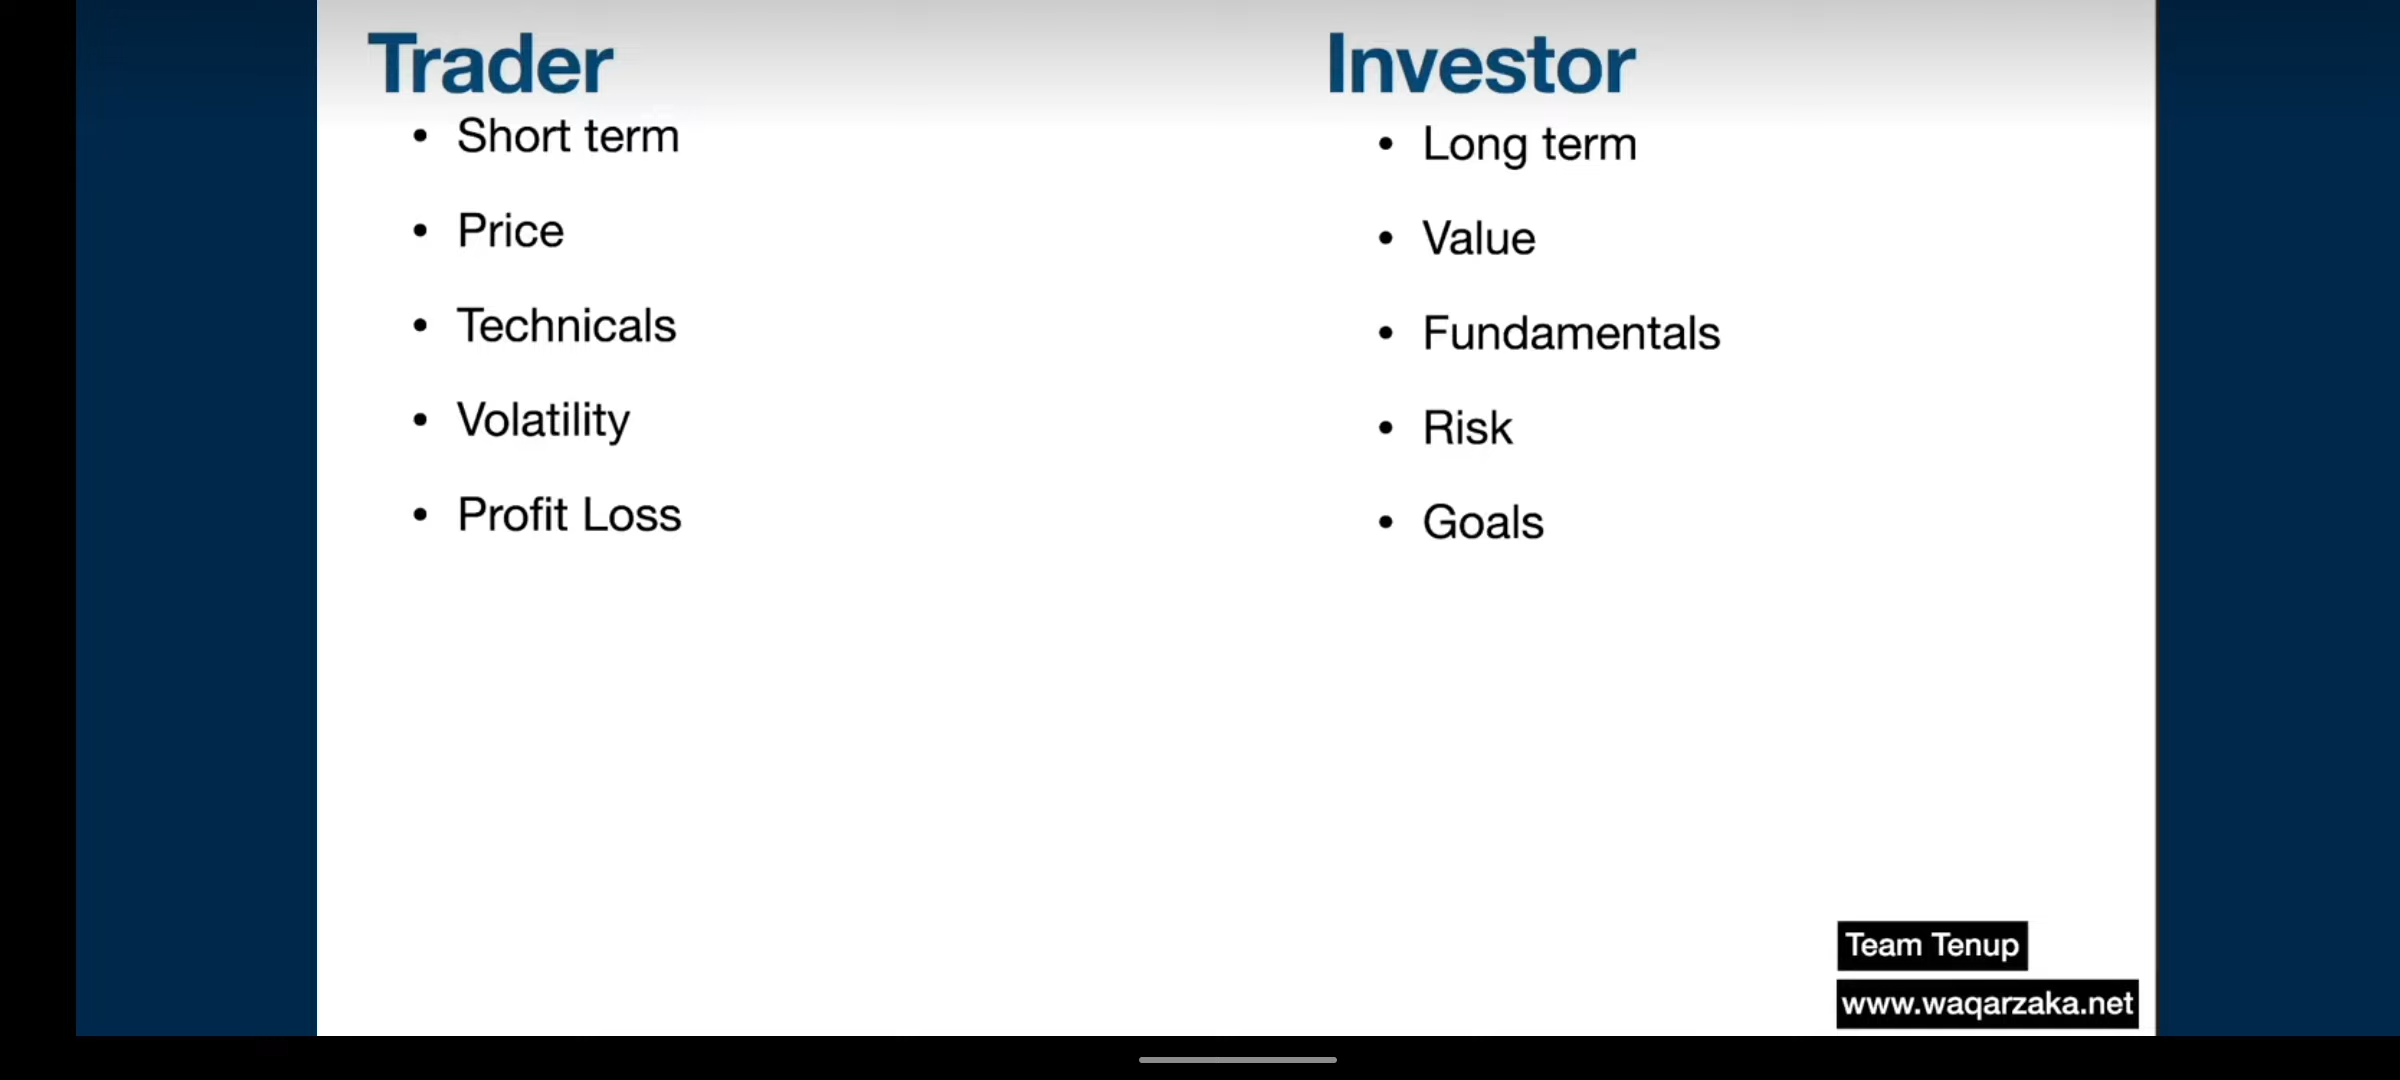 Trader
• Short term
• Price
• Technicals
• Volatility
• Profit Loss
Investor
• Long term
• Value
• Fundamentals
• Risk
• Goals
Team Tenup
www.waqarzaka.net